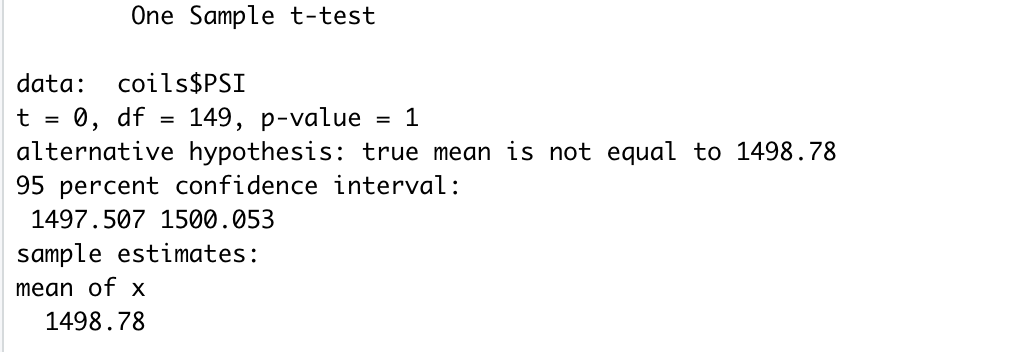 One Sample t-test
data:  coils$PSI
t = 0, df = 149, p-value = 1
alternative hypothesis: true mean is not equal to 1498.78
95 percent confidence interval:
1497.507 1500.053
sample estimates:
mean of x
1498.78